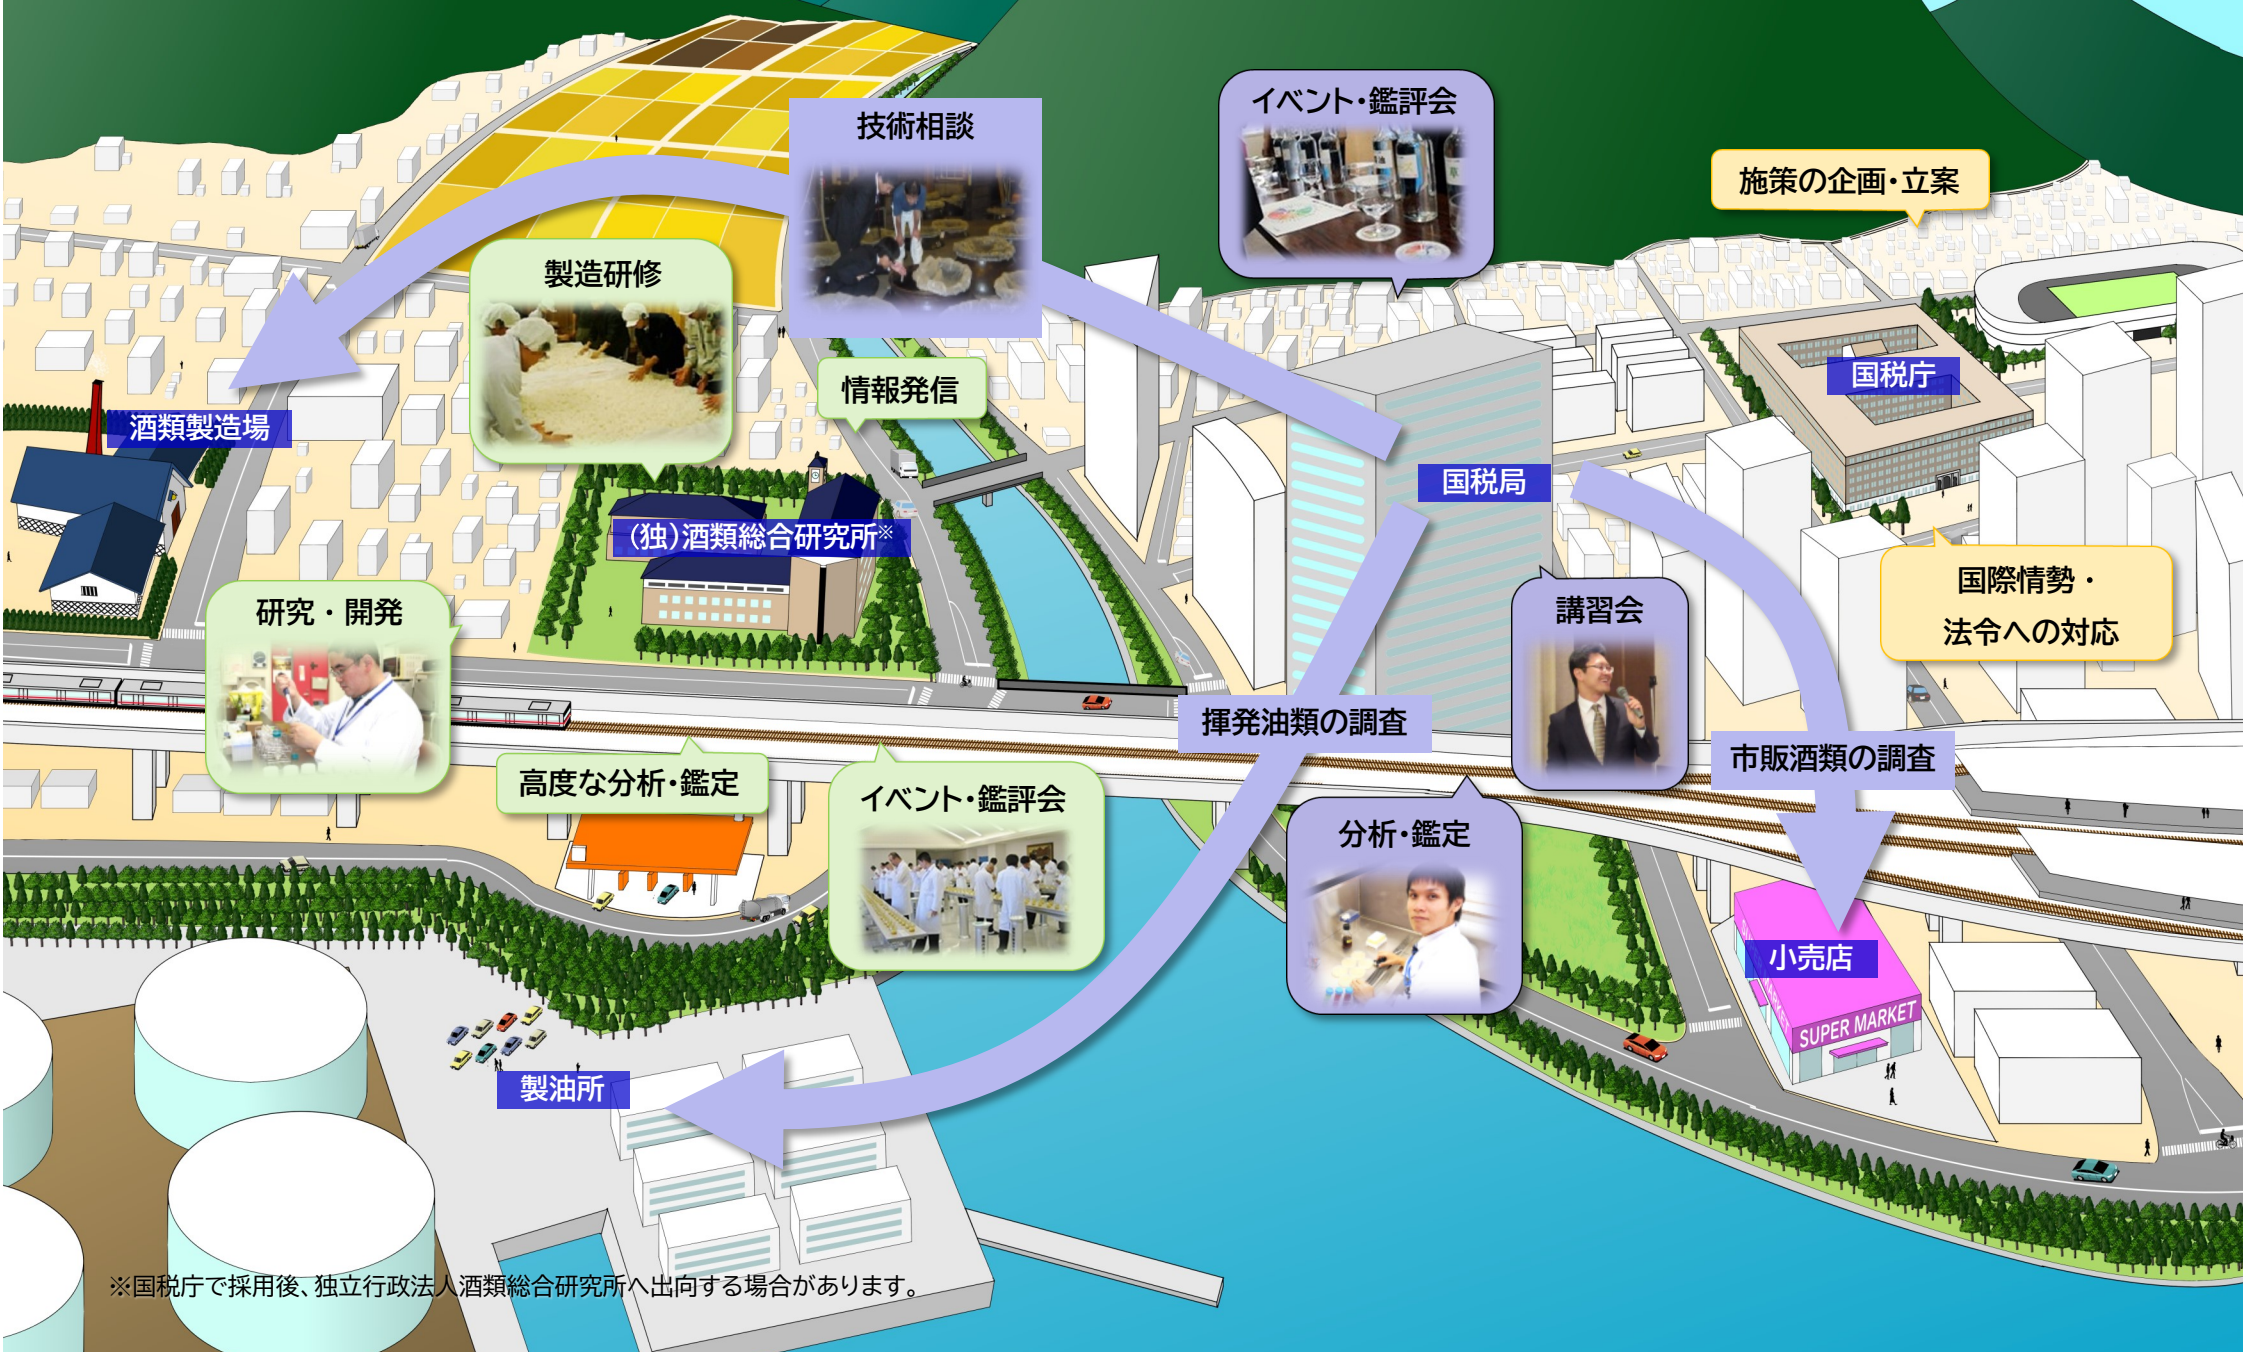 技術相談
イベント・鑑評会
施策の企画・立案
製造研修
情報発信
国税庁
酒類製造場
国税局
（独）酒類総合研究所※
国際情勢・
法令への対応
研究・開発
講習会
揮発油類の調査
市販酒類の調査
高度な分析・鑑定
イベント・鑑評会
分析・鑑定
小売店
SUPER MARKET
製油所
※国税庁で採用後、独立行政法人酒類総合研究所へ出向する場合があります。